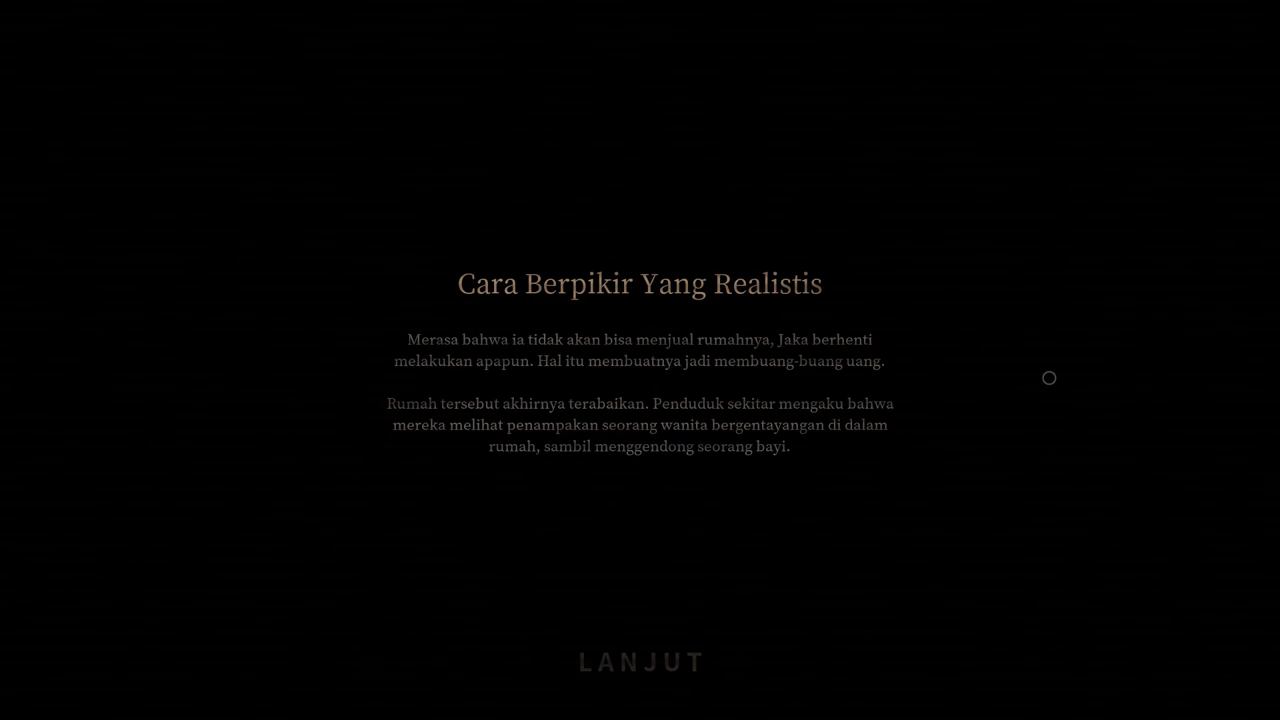 Cara Berpikir Yang Realistis
Merasa bahwa ia tidak akan bisa menjual rumahnya, Jaka berhenti
melakukan apapun. Hal itu membuatnya jadi membuang-buang uang.
Rumah tersebut akhirnya terabaikan. Penduduk sekitar mengaku bahwa
mereka melihat penampakan seorang wanita bergentayangan di dalam
rumah, sambil menggendong seorang bayi.
LANJUT